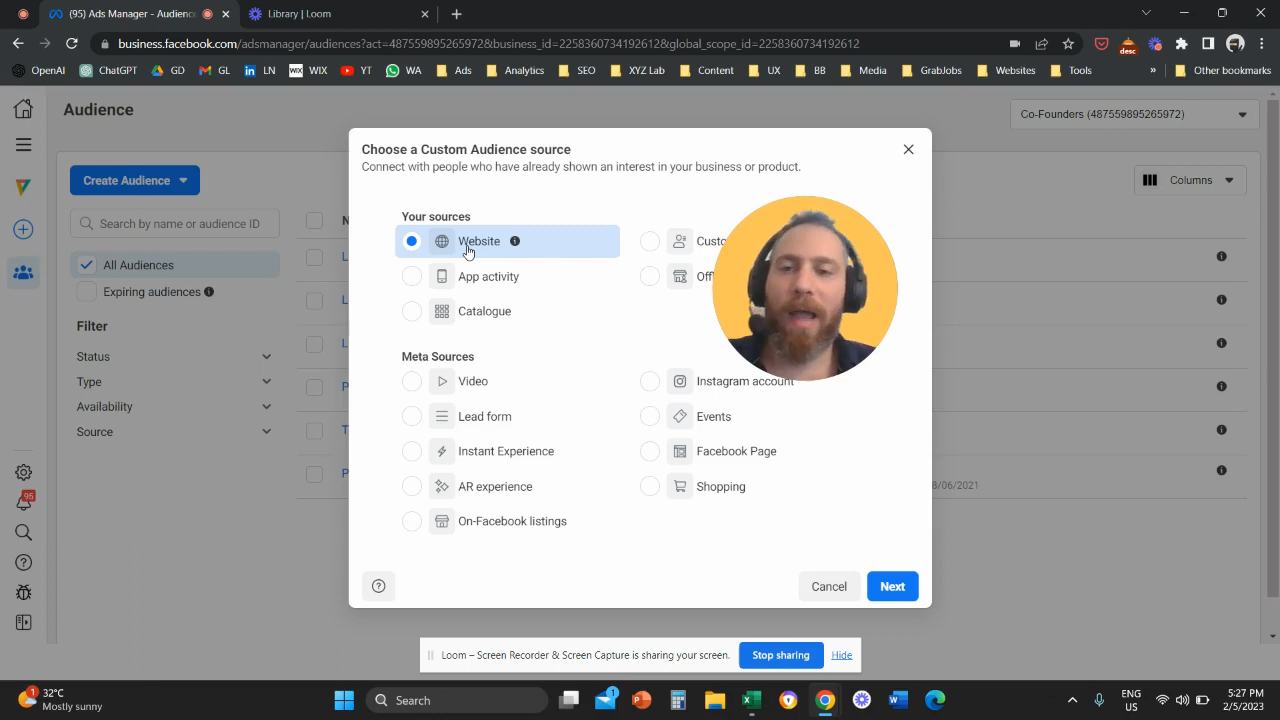 (95) Ads Manager - Audience
Library | Loom
business.facebook.com/adsmanager/audiences?act=487559895265972&business_id=2258360734192612&global_scope_id=2258360734192612
desc
OpenAI
ChatGPT
GD
GL
LN
WIX
WIX
YT
WA
Ads
Analytics
SEO
XYZ Lab
Content
UX
BB
Media
GrabJobs
Websites
Tools
Other bookmarks
Audience
Co-Founders (487559895265972)
Create Audience
Columns
Search by name or audience ID
All Audiences
Expiring audiences
Filter
Status
Type
Availability
Source
95
N
L
L
L
P
T
P
8/06/2021
Choose a Custom Audience source
Connect with people who have already shown an interest in your business or product.
Your sources
Website
Custo
App activity
Off
Catalogue
Meta Sources
Video
Instagram account
Lead form
Events
Instant Experience
Facebook Page
AR experience
Shopping
On-Facebook listings
Cancel
Next
Loom – Screen Recorder & Screen Capture is sharing your screen.
Stop sharing
Hide
1
32°C
Mostly sunny
Search
1
ENG
US
5:27 PM
2/5/2023